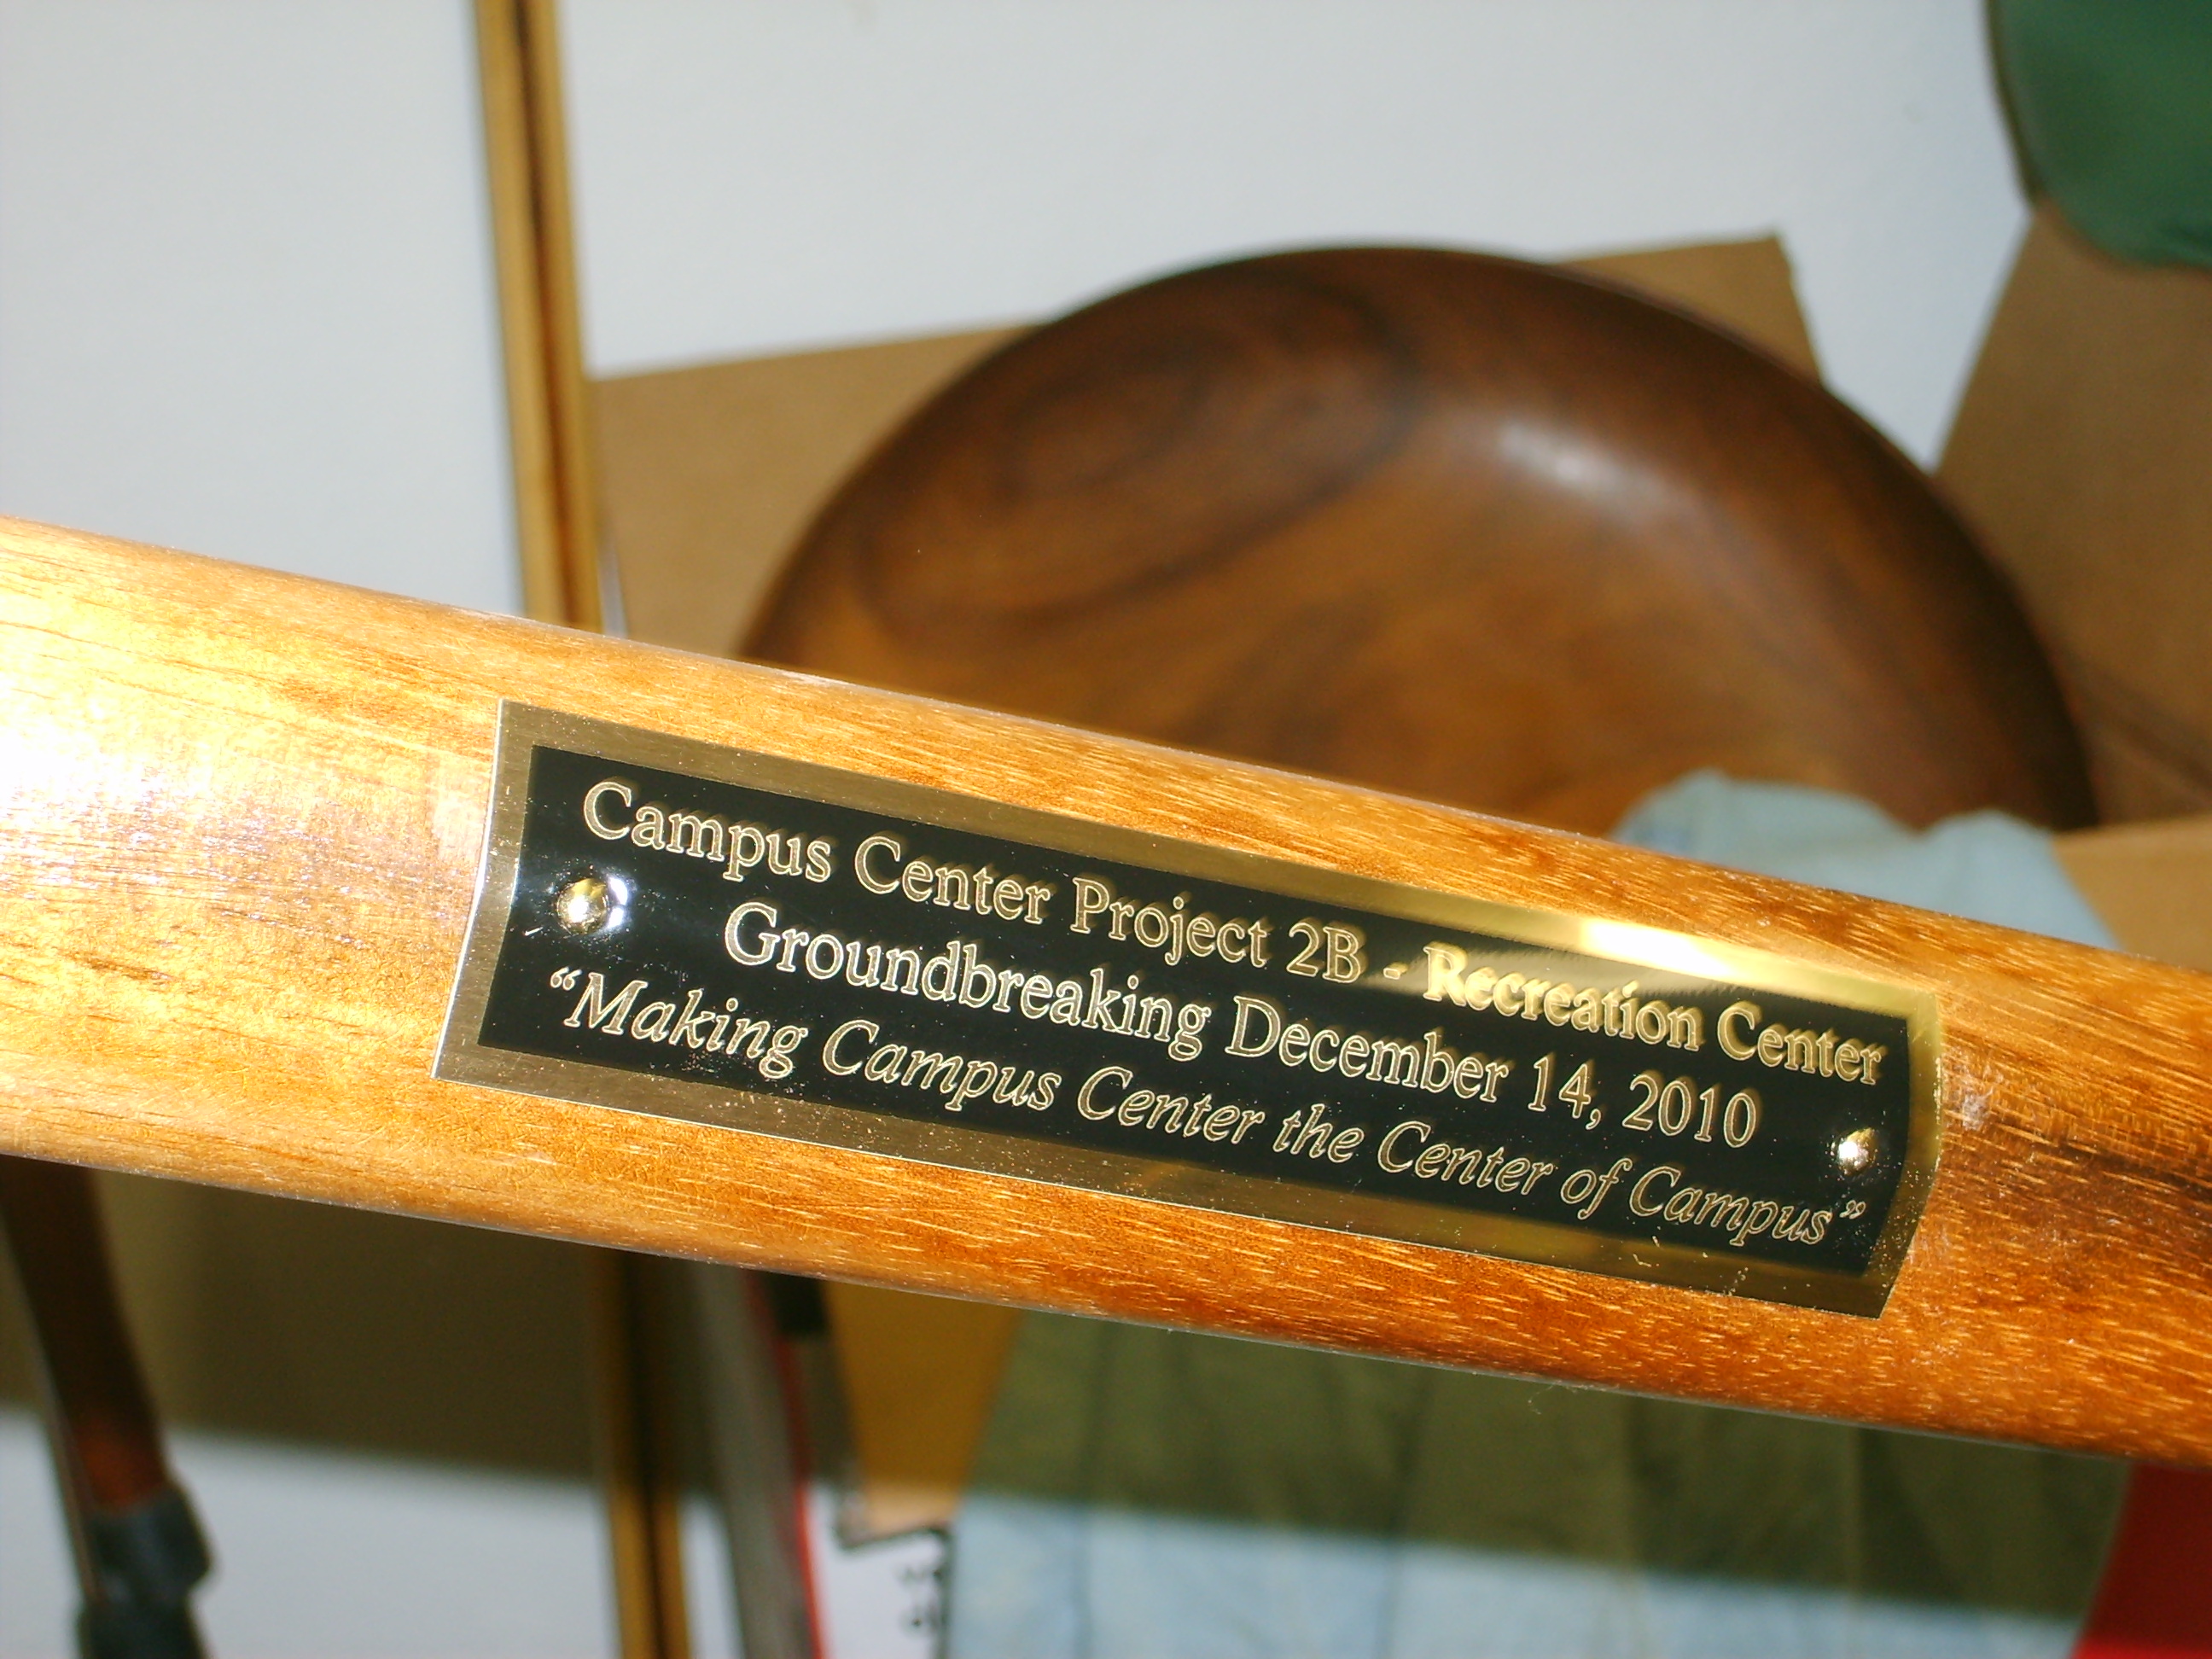 Campus Center Project 2B - Recreation Center
Groundbreaking December 14, 2010
“Making Campus Center the Center of Campus”